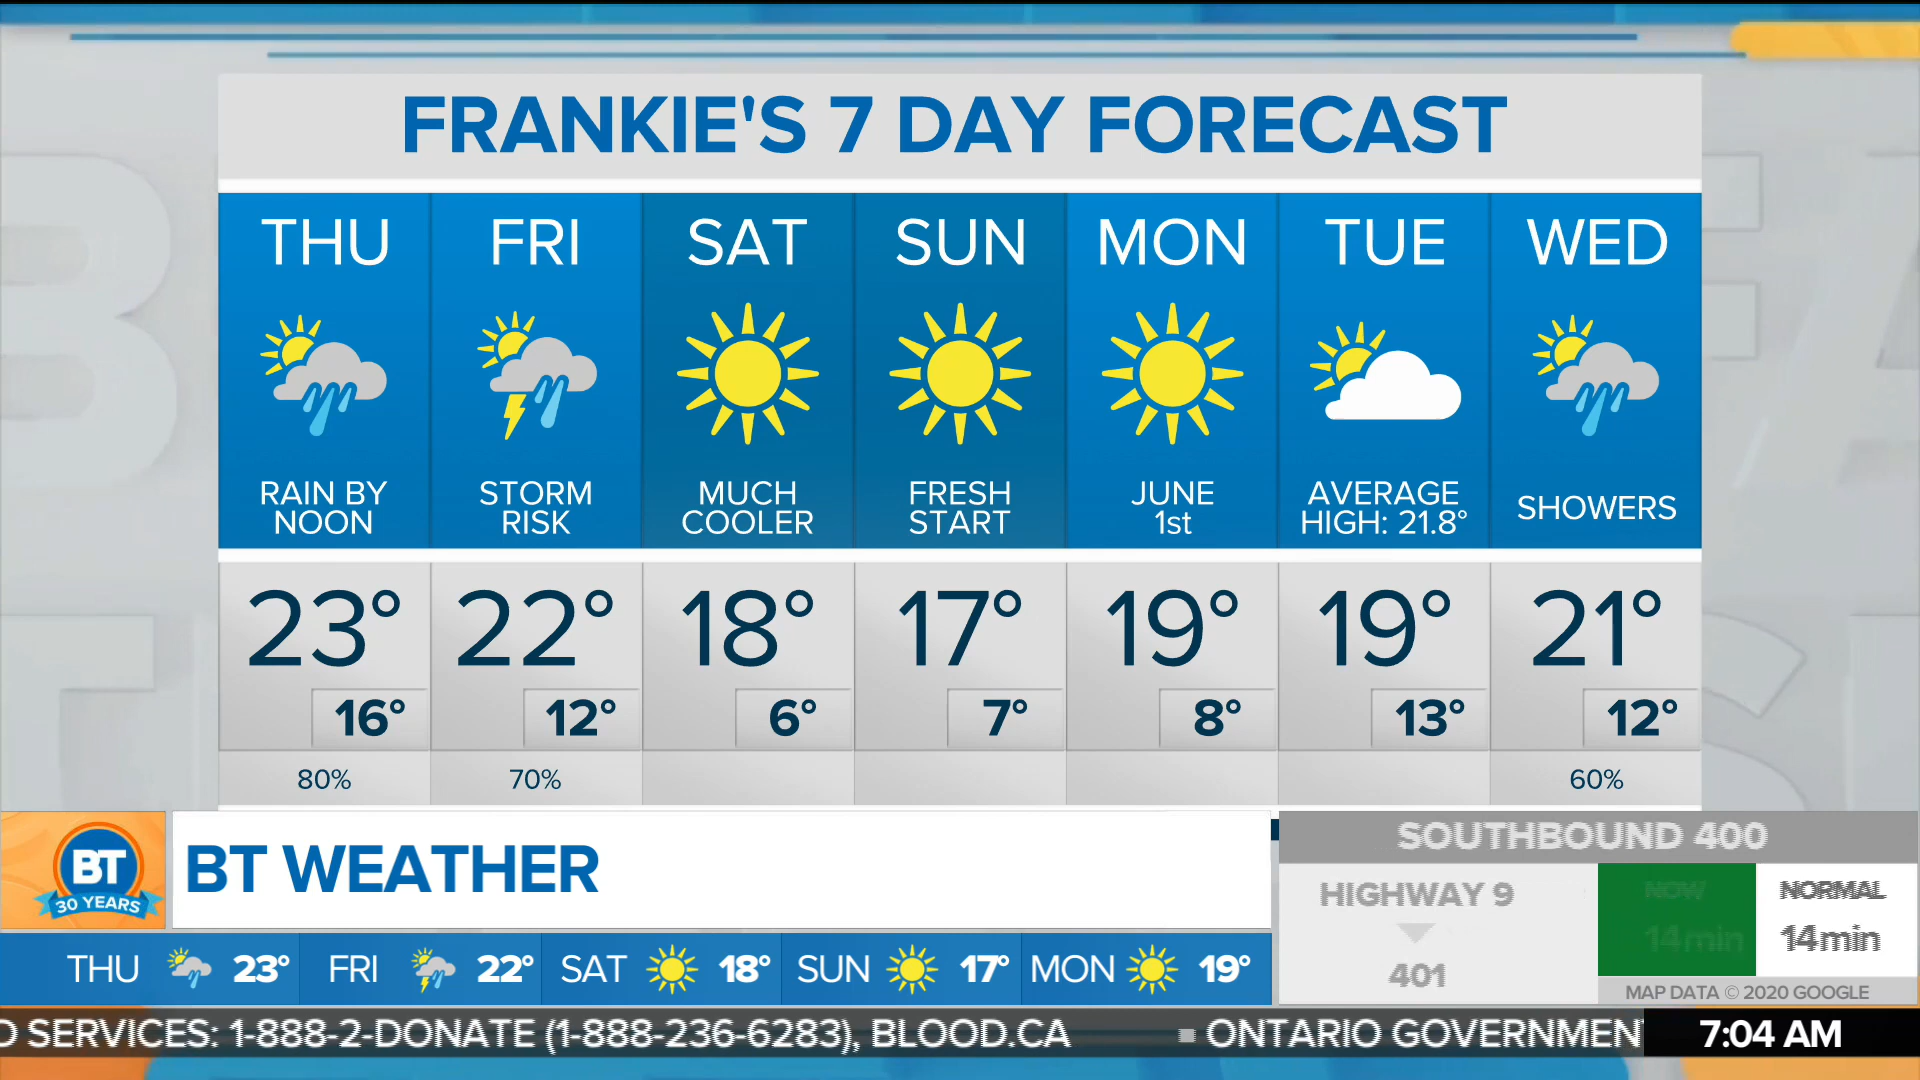 FRANKIE'S 7 DAY FORECAST
THU FRI SAT SUN MON TUE WED
RAIN BY
NOON
STORM
RISK
MUCH
COOLER
FRESH
START
JUNE
1st
AVERAGE
HIGH: 21.8°
SHOWERS
23° 22° 18° 17° 19° 19° 21°
16° 12° 6° 7° 8° 13° 12°
80% 70% 60%
BT
30 YEARS
BT WEATHER
SOUTHBOUND 400
HIGHWAY 9
401
NOW
14min
NORMAL
14min
MAP DATA © 2020 GOOGLE
THU 23° FRI 22° SAT 18° SUN 17° MON 19°
SERVICES: 1-888-2-DONATE (1-888-236-6283), BLOOD.CA ONTARIO GOVERNMEN
7:04 AM